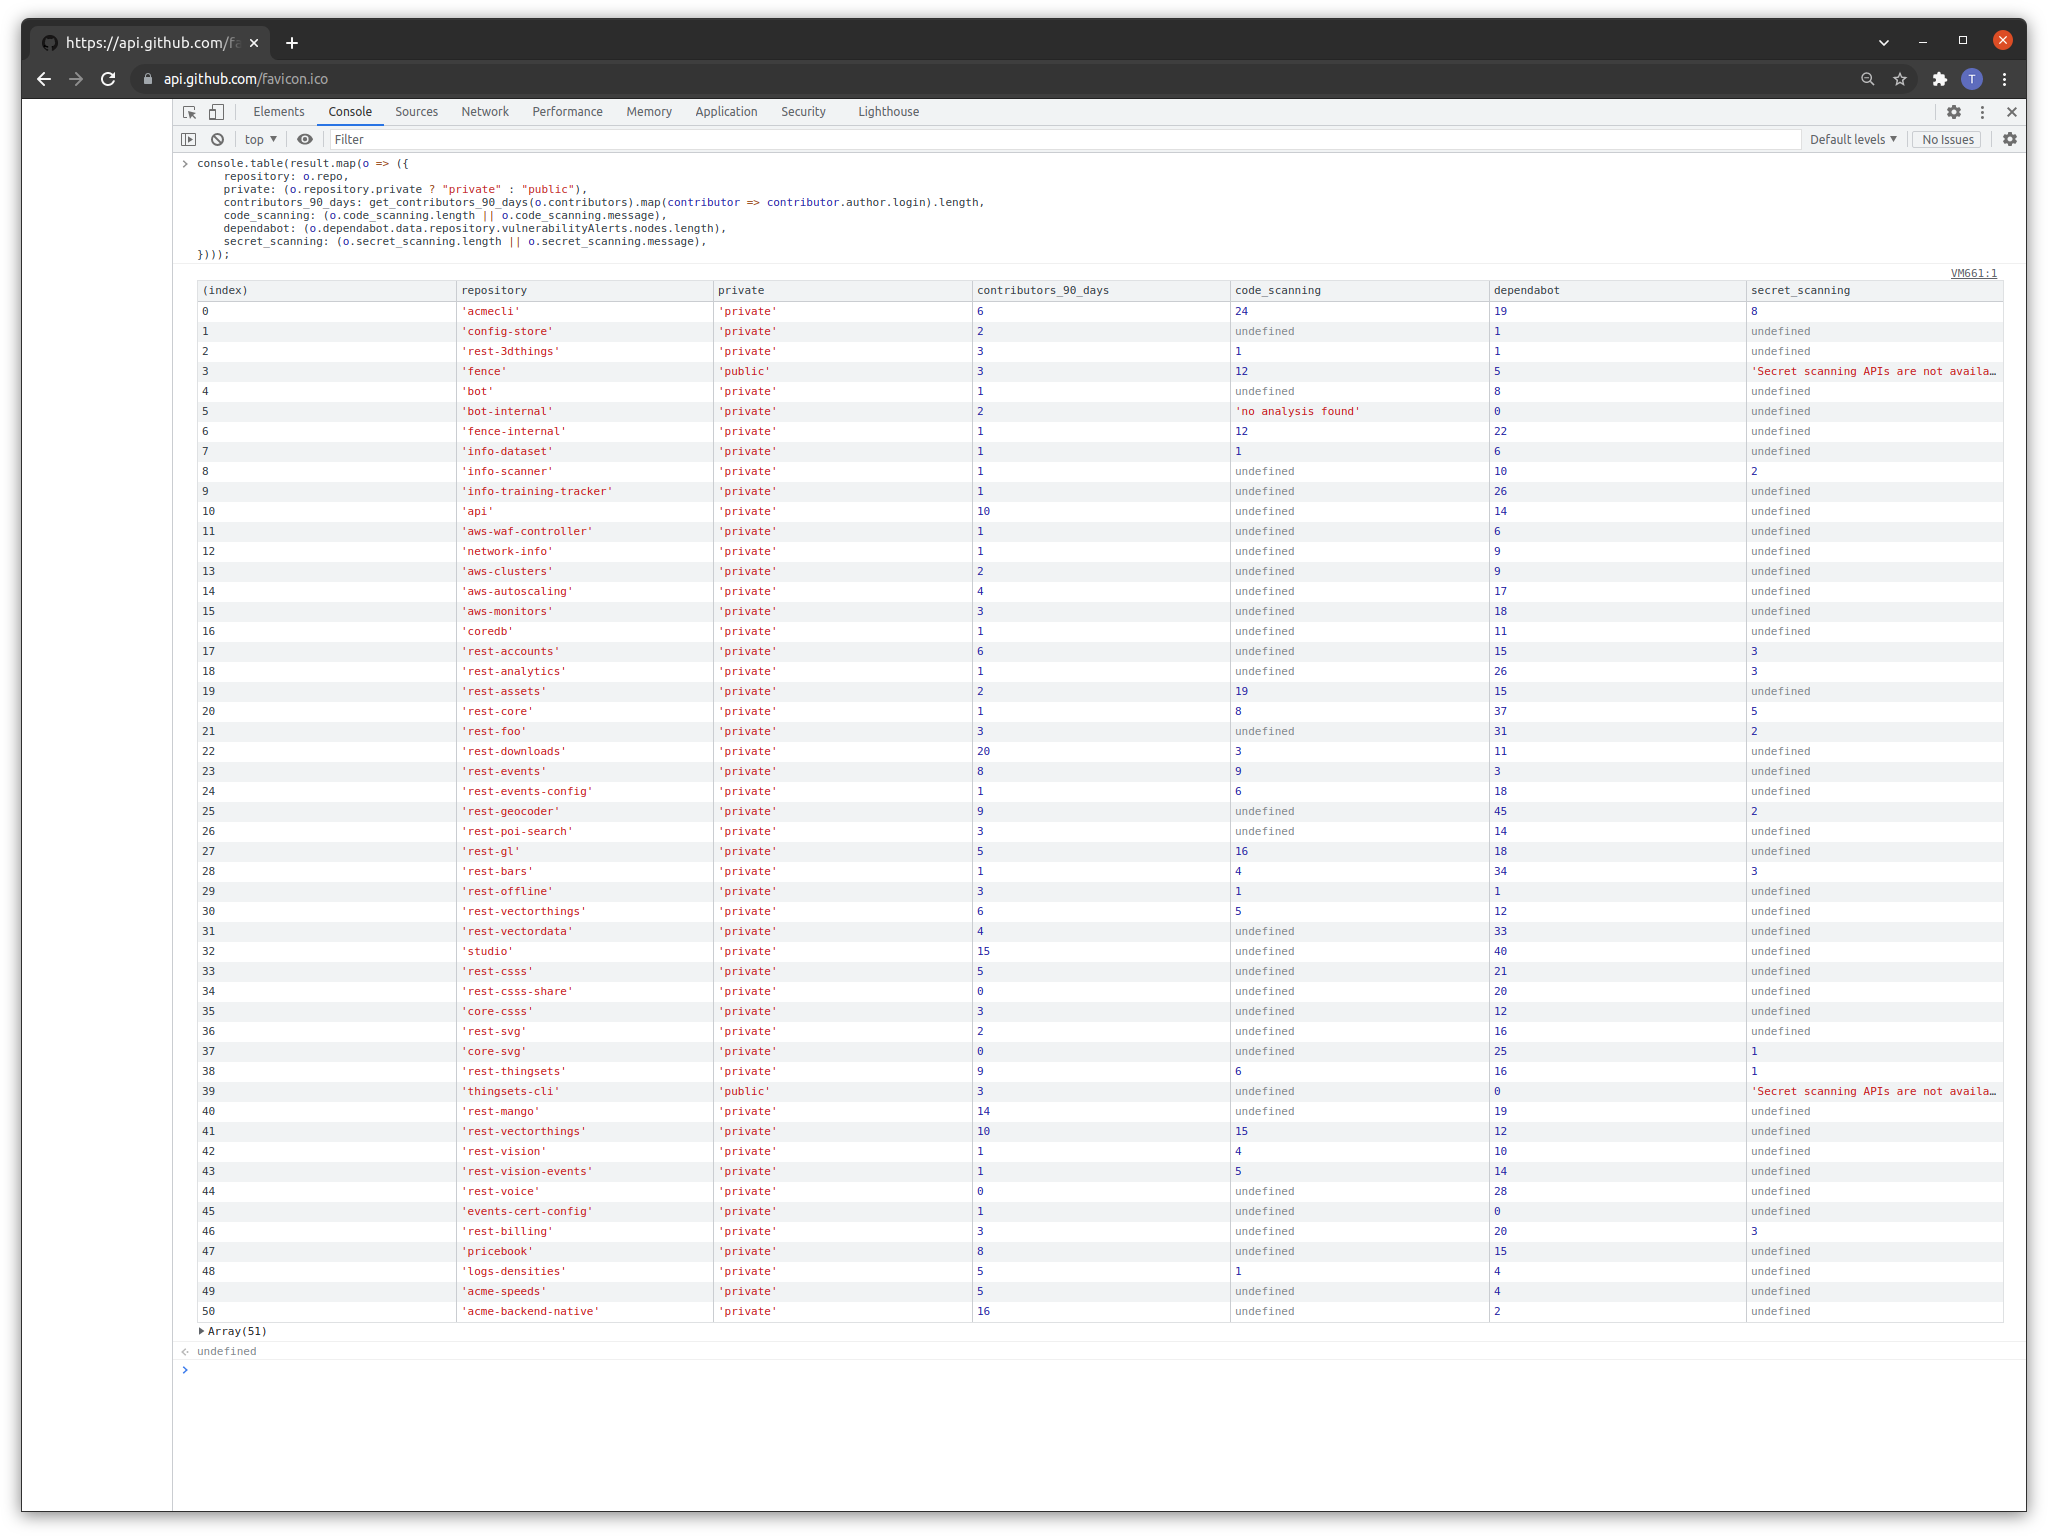 https://api.github.com/fa
api.github.com/favicon.ico
T
Elements Console Sources Network Performance Memory Application Security Lighthouse
top Filter Default levels No Issues
console.table(result.map(o => ({
repository: o.repo,
private: (o.repository.private ? "private" : "public"),
contributors_90_days: get_contributors_90_days(o.contributors).map(contributor => contributor.author.login).length,
code_scanning: (o.code_scanning.length || o.code_scanning.message),
dependabot: (o.dependabot.data.repository.vulnerabilityAlerts.nodes.length),
secret_scanning: (o.secret_scanning.length || o.secret_scanning.message),
})));
VM661:1
(index) repository private contributors_90_days code_scanning dependabot secret_scanning
0 'acmecli' 'private' 6 24 19 8
1 'config-store' 'private' 2 undefined 1 undefined
2 'rest-3dthings' 'private' 3 1 1 undefined
3 'fence' 'public' 3 12 5 'Secret scanning APIs are not availa…
4 'bot' 'private' 1 undefined 8 undefined
5 'bot-internal' 'private' 2 'no analysis found' 0 undefined
6 'fence-internal' 'private' 1 12 22 undefined
7 'info-dataset' 'private' 1 1 6 undefined
8 'info-scanner' 'private' 1 undefined 10 2
9 'info-training-tracker' 'private' 1 undefined 26 undefined
10 'api' 'private' 10 undefined 14 undefined
11 'aws-waf-controller' 'private' 1 undefined 6 undefined
12 'network-info' 'private' 1 undefined 9 undefined
13 'aws-clusters' 'private' 2 undefined 9 undefined
14 'aws-autoscaling' 'private' 4 undefined 17 undefined
15 'aws-monitors' 'private' 3 undefined 18 undefined
16 'coredb' 'private' 1 undefined 11 undefined
17 'rest-accounts' 'private' 6 undefined 15 3
18 'rest-analytics' 'private' 1 undefined 26 3
19 'rest-assets' 'private' 2 19 15 undefined
20 'rest-core' 'private' 1 8 37 5
21 'rest-foo' 'private' 3 undefined 31 2
22 'rest-downloads' 'private' 20 3 11 undefined
23 'rest-events' 'private' 8 9 3 undefined
24 'rest-events-config' 'private' 1 6 18 undefined
25 'rest-geocoder' 'private' 9 undefined 45 2
26 'rest-poi-search' 'private' 3 undefined 14 undefined
27 'rest-gl' 'private' 5 16 18 undefined
28 'rest-bars' 'private' 1 4 34 3
29 'rest-offline' 'private' 3 1 1 undefined
30 'rest-vectorthings' 'private' 6 5 12 undefined
31 'rest-vectordata' 'private' 4 undefined 33 undefined
32 'studio' 'private' 15 undefined 40 undefined
33 'rest-csss' 'private' 5 undefined 21 undefined
34 'rest-csss-share' 'private' 0 undefined 20 undefined
35 'core-csss' 'private' 3 undefined 12 undefined
36 'rest-svg' 'private' 2 undefined 16 undefined
37 'core-svg' 'private' 0 undefined 25 1
38 'rest-thingsets' 'private' 9 6 16 1
39 'thingsets-cli' 'public' 3 undefined 0 'Secret scanning APIs are not availa…
40 'rest-mango' 'private' 14 undefined 19 undefined
41 'rest-vectorthings' 'private' 10 15 12 undefined
42 'rest-vision' 'private' 1 4 10 undefined
43 'rest-vision-events' 'private' 1 5 14 undefined
44 'rest-voice' 'private' 0 undefined 28 undefined
45 'events-cert-config' 'private' 1 undefined 0 undefined
46 'rest-billing' 'private' 3 undefined 20 3
47 'pricebook' 'private' 8 undefined 15 undefined
48 'logs-densities' 'private' 5 1 4 undefined
49 'acme-speeds' 'private' 5 undefined 4 undefined
50 'acme-backend-native' 'private' 16 undefined 2 undefined
Array(51)
undefined